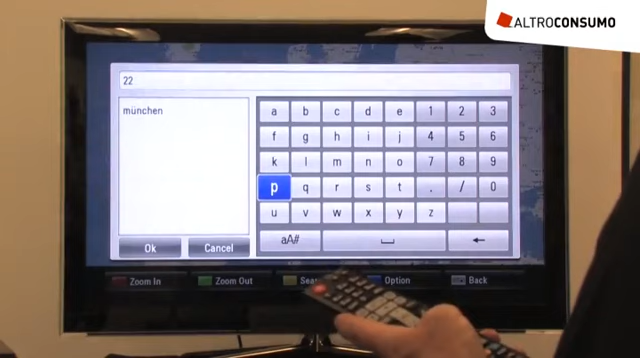 ALTROCONSUMO
22
münchen
a b c d e 1 2 3
f g h i j 4 5 6
k l m n o 7 8 9
p q r s t . / 0
u v w x y z
aA#
Ok Cancel
Zoom In Zoom Out Option Back